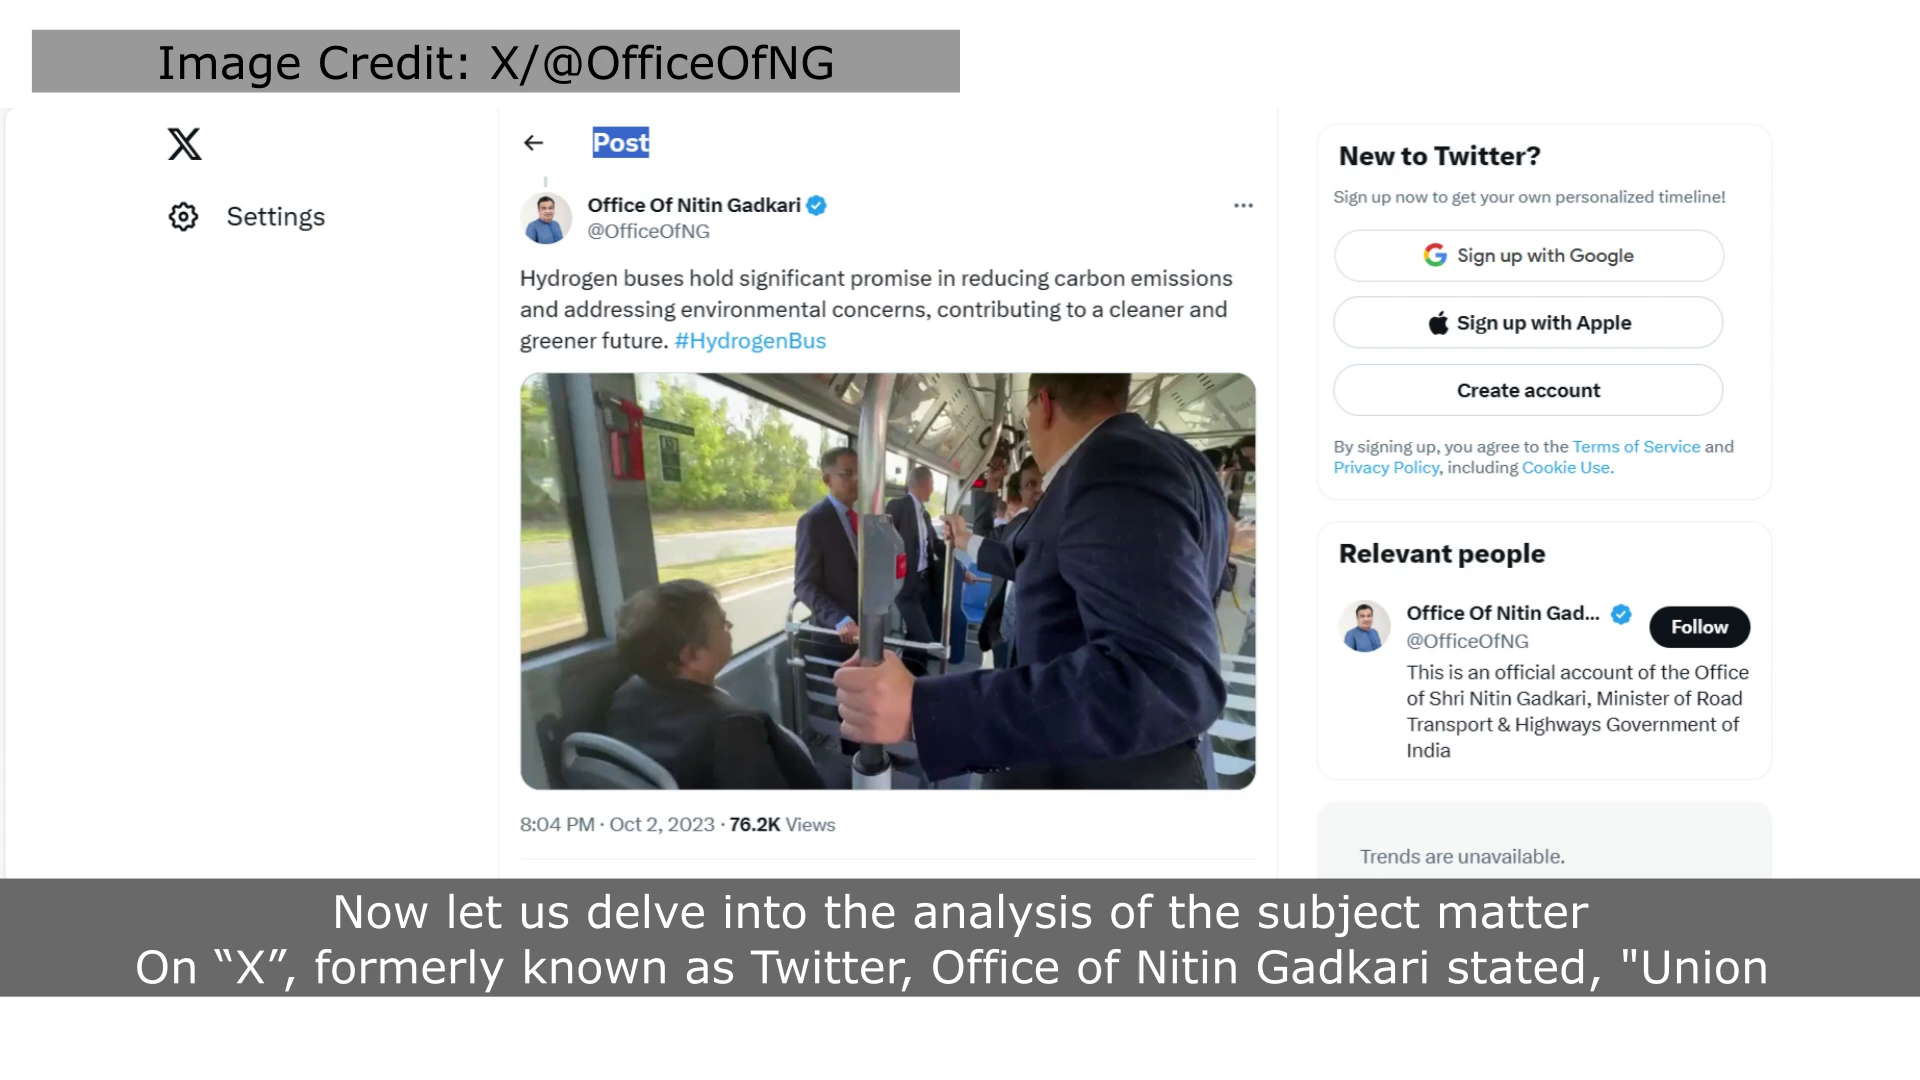 Image Credit: X/@OfficeOfNG
Settings
Post
Office Of Nitin Gadkari
@OfficeOfNG
Hydrogen buses hold significant promise in reducing carbon emissions
and addressing environmental concerns, contributing to a cleaner and
greener future. #HydrogenBus
8:04 PM · Oct 2, 2023 · 76.2K Views
New to Twitter?
Sign up now to get your own personalized timeline!
Sign up with Google
Sign up with Apple
Create account
By signing up, you agree to the Terms of Service and
Privacy Policy, including Cookie Use.
Relevant people
Office Of Nitin Gad...
@OfficeOfNG
Follow
This is an official account of the Office
of Shri Nitin Gadkari, Minister of Road
Transport & Highways Government of
India
Trends are unavailable.
Now let us delve into the analysis of the subject matter
On “X”, formerly known as Twitter, Office of Nitin Gadkari stated, "Union